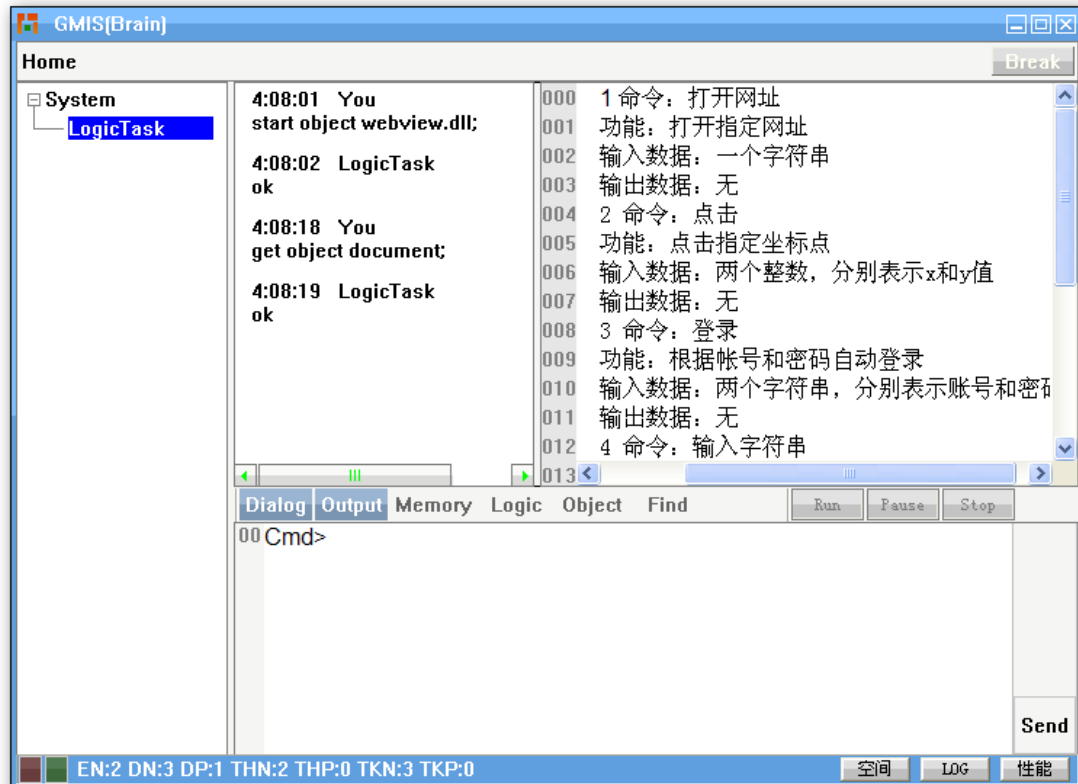 GMIS(Brain)
Home
Break
System
LogicTask
4:08:01 You
start object webview.dll;
4:08:02 LogicTask
ok
4:08:18 You
get object document;
4:08:19 LogicTask
ok
000 1 命令：打开网址
001 功能：打开指定网址
002 输入数据：一个字符串
003 输出数据：无
004 2 命令：点击
005 功能：点击指定坐标点
006 输入数据：两个整数，分别表示x和y值
007 输出数据：无
008 3 命令：登录
009 功能：根据帐号和密码自动登录
010 输入数据：两个字符串，分别表示账号和密码
011 输出数据：无
012 4 命令：输入字符串
013
Dialog Output Memory Logic Object Find Run Pause Stop
00 Cmd>
Send
EN:2 DN:3 DP:1 THN:2 THP:0 TKN:3 TKP:0 空间 LOG 性能